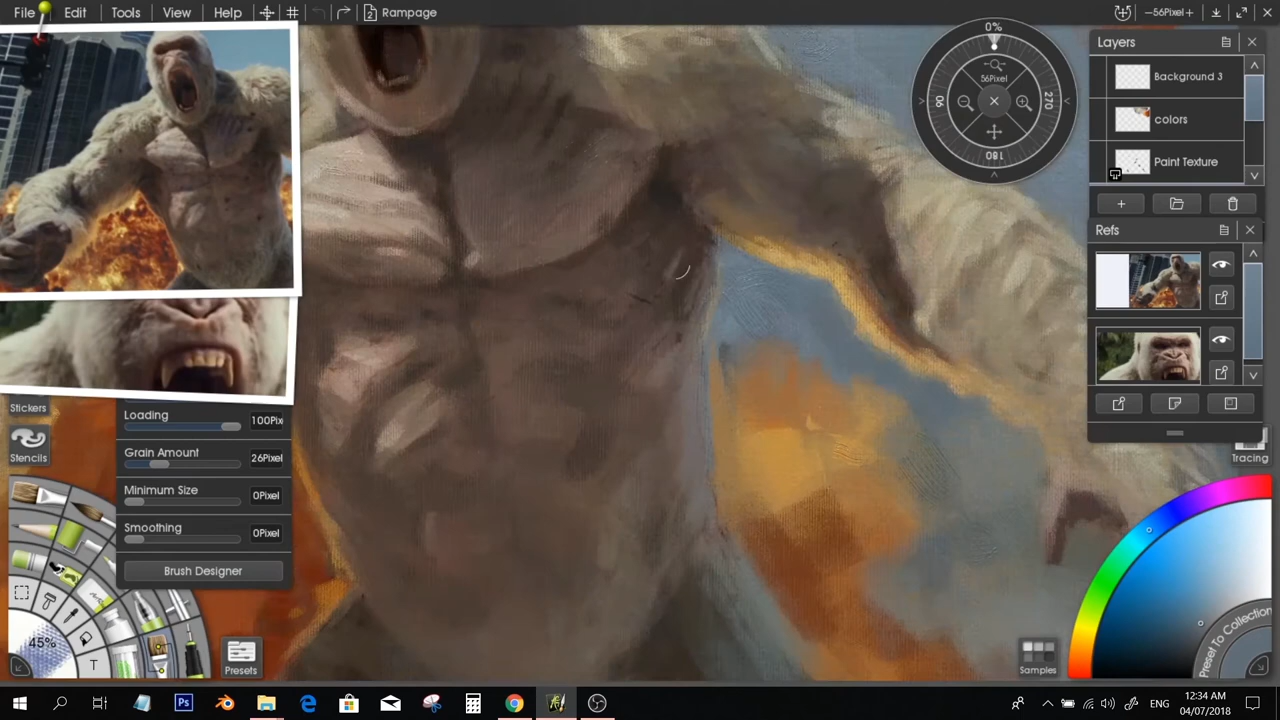 File Edit Tools View Help 2 Rampage −56Pixel+
0%
56Pixel
90
270
180
Layers
Background 3
colors
Paint Texture
+
Refs
Stickers
Stencils
Loading 100Pix
Grain Amount 26Pixel
Minimum Size 0Pixel
Smoothing 0Pixel
Brush Designer
45%
T
Presets
Tracing
Samples
Preset To Collection
Ps
ENG
12:34 AM
04/07/2018